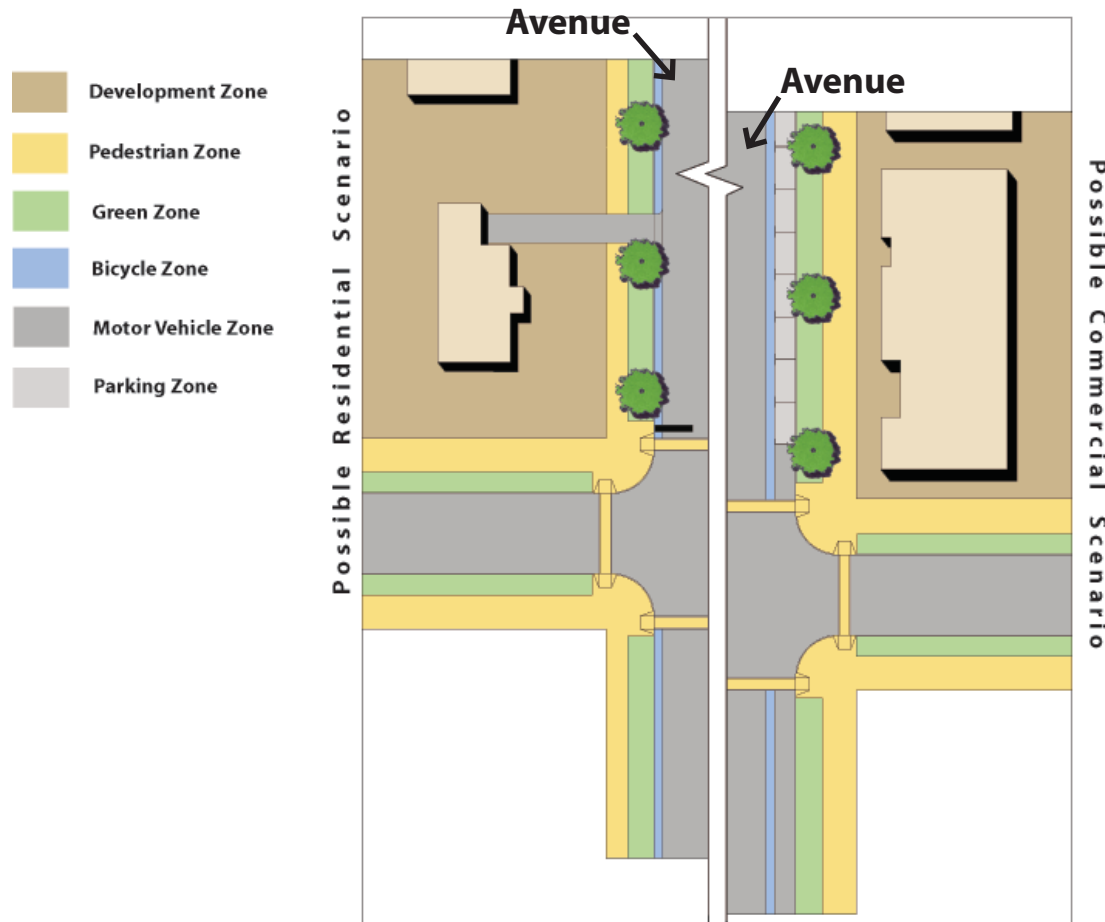 Avenue
Avenue
Development Zone
Pedestrian Zone
Green Zone
Bicycle Zone
Motor Vehicle Zone
Parking Zone
Possible Residential Scenario
Possible Commercial Scenario